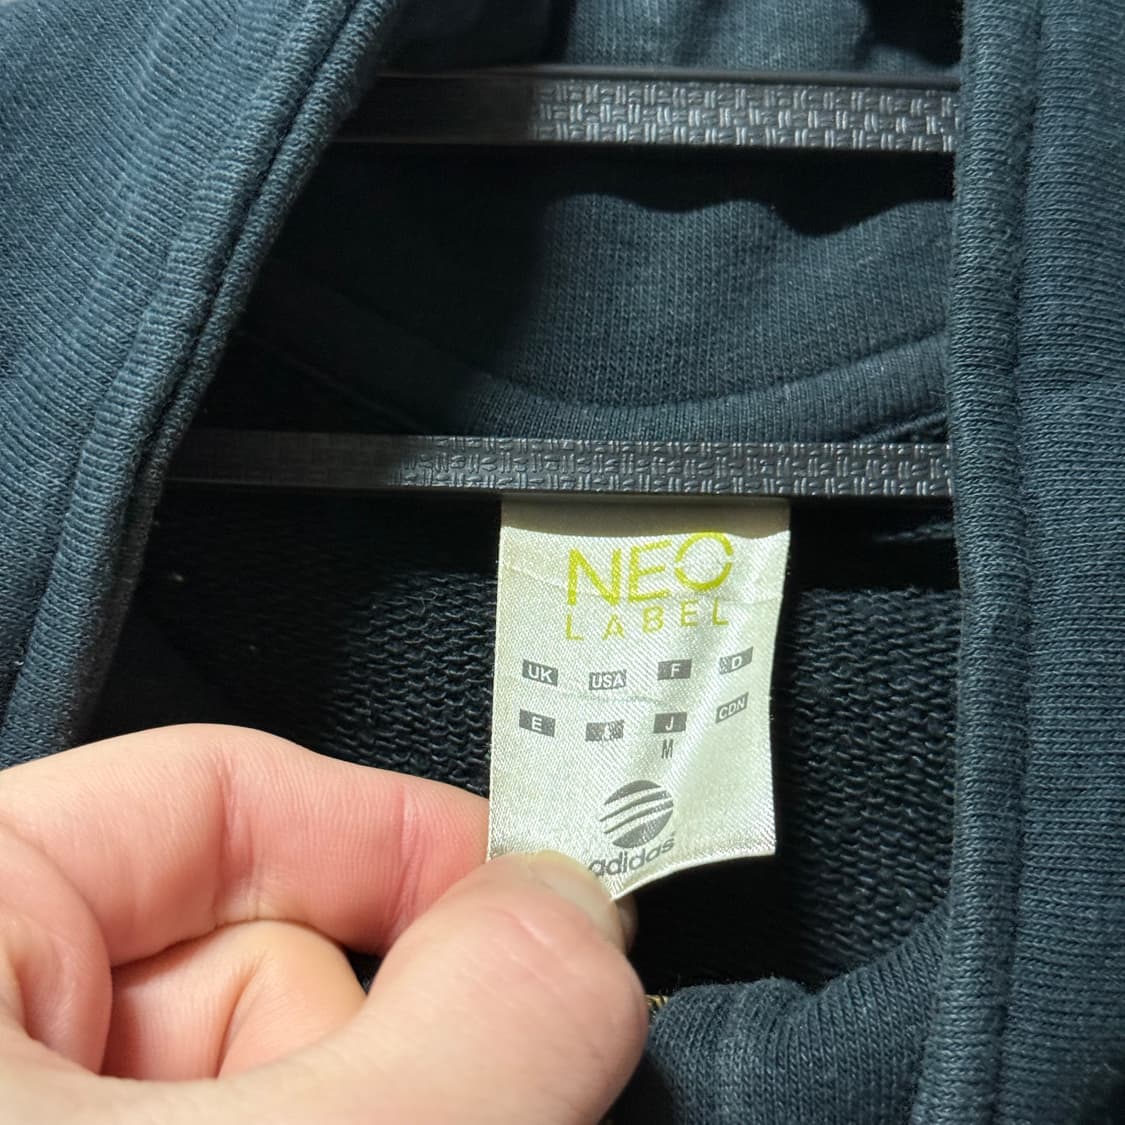 NEO
LABEL
UK USA F D
E J CDN
M
adidas